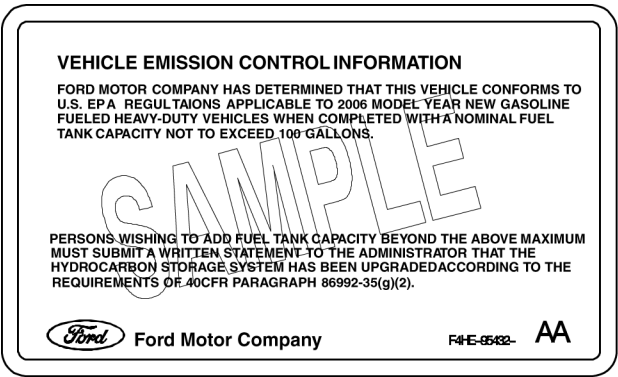 VEHICLE EMISSION CONTROL INFORMATION
FORD MOTOR COMPANY HAS DETERMINED THAT THIS VEHICLE CONFORMS TO
U.S. EPA REGULTAIONS APPLICABLE TO 2006 MODEL YEAR NEW GASOLINE
FUELED HEAVY-DUTY VEHICLES WHEN COMPLETED WITH A NOMINAL FUEL
TANK CAPACITY NOT TO EXCEED 100 GALLONS.
SAMPLE
PERSONS WISHING TO ADD FUEL TANK CAPACITY BEYOND THE ABOVE MAXIMUM
MUST SUBMIT A WRITTEN STATEMENT TO THE ADMINISTRATOR THAT THE
HYDROCARBON STORAGE SYSTEM HAS BEEN UPGRADEDACCORDING TO THE
REQUIREMENTS OF 40CFR PARAGRAPH 86992-35(g)(2).
Ford Ford Motor Company F4HE-95432- AA